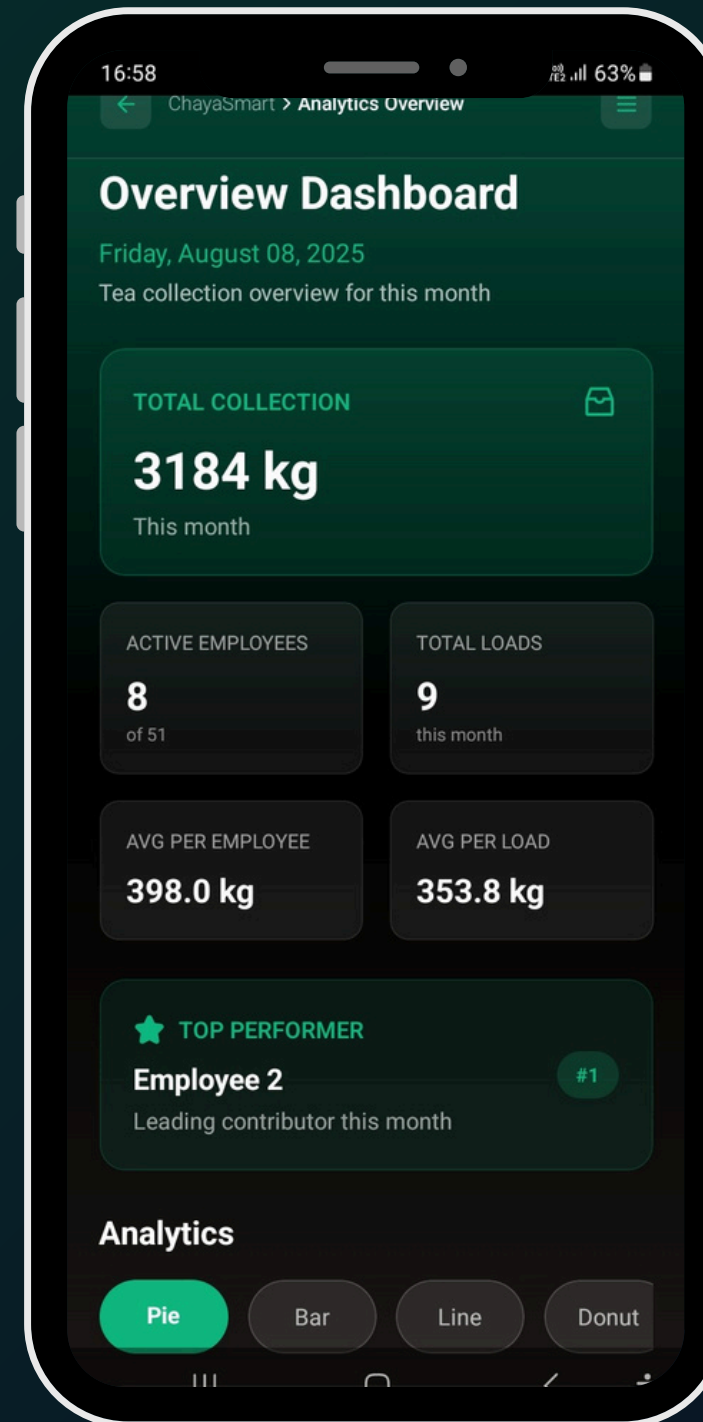 16:58
63%
ChayaSmart > Analytics Overview
Overview Dashboard
Friday, August 08, 2025
Tea collection overview for this month
TOTAL COLLECTION
3184 kg
This month
ACTIVE EMPLOYEES
8
of 51
TOTAL LOADS
9
this month
AVG PER EMPLOYEE
398.0 kg
AVG PER LOAD
353.8 kg
TOP PERFORMER
Employee 2
#1
Leading contributor this month
Analytics
Pie
Bar
Line
Donut